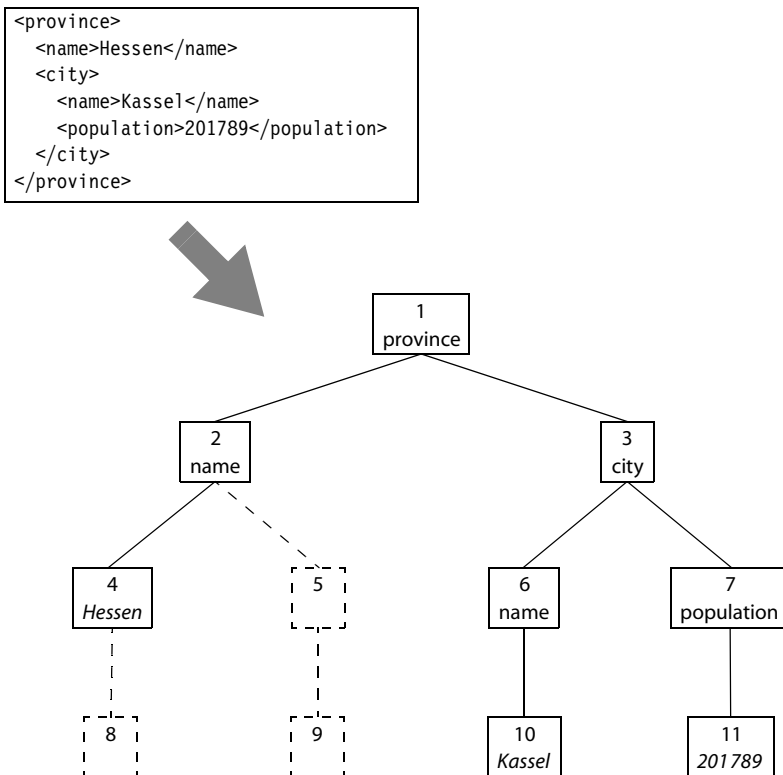 <province>
<name>Hessen</name>
<city>
<name>Kassel</name>
<population>201789</population>
</city>
</province>
1
province
2
name
3
city
4
Hessen
5
6
name
7
population
8
9
10
Kassel
11
201789